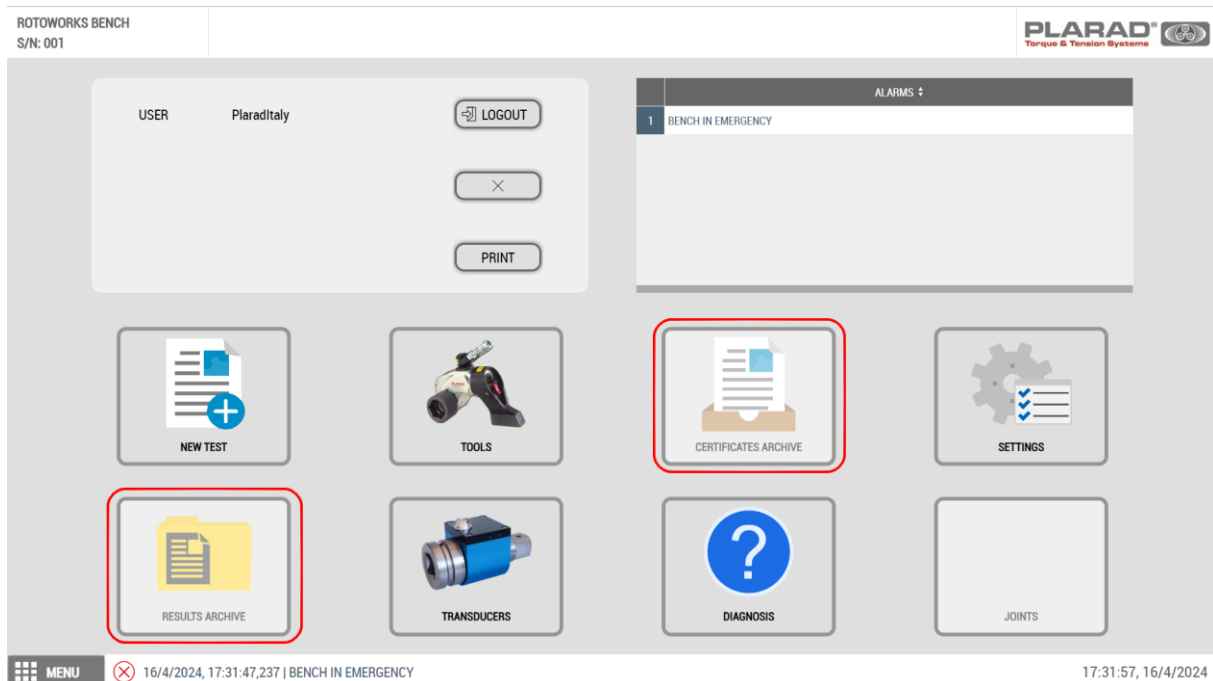 ROTOWORKS BENCH
S/N: 001
PLARAD®
Torque & Tension Systems
USER PlaradItaly
LOGOUT
PRINT
ALARMS
1 BENCH IN EMERGENCY
NEW TEST
TOOLS
CERTIFICATES ARCHIVE
SETTINGS
RESULTS ARCHIVE
TRANSDUCERS
DIAGNOSIS
JOINTS
MENU
16/4/2024, 17:31:47,237 | BENCH IN EMERGENCY
17:31:57, 16/4/2024